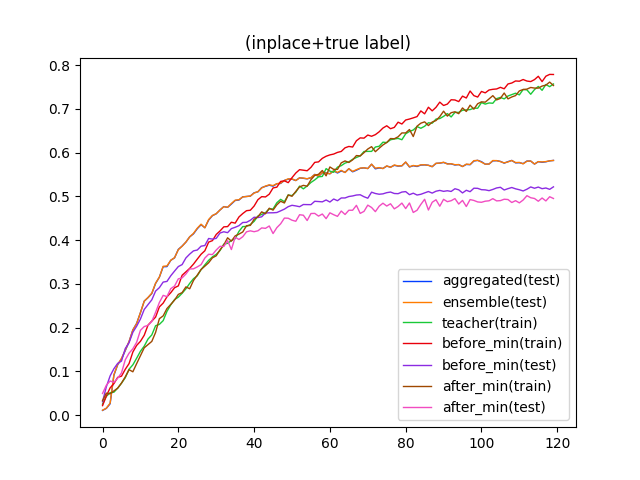 (inplace+true label)
0.8
0.7
0.6
0.5
0.4
0.3
0.2
0.1
0.0
aggregated(test)
ensemble(test)
teacher(train)
before_min(train)
before_min(test)
after_min(train)
after_min(test)
0 20 40 60 80 100 120